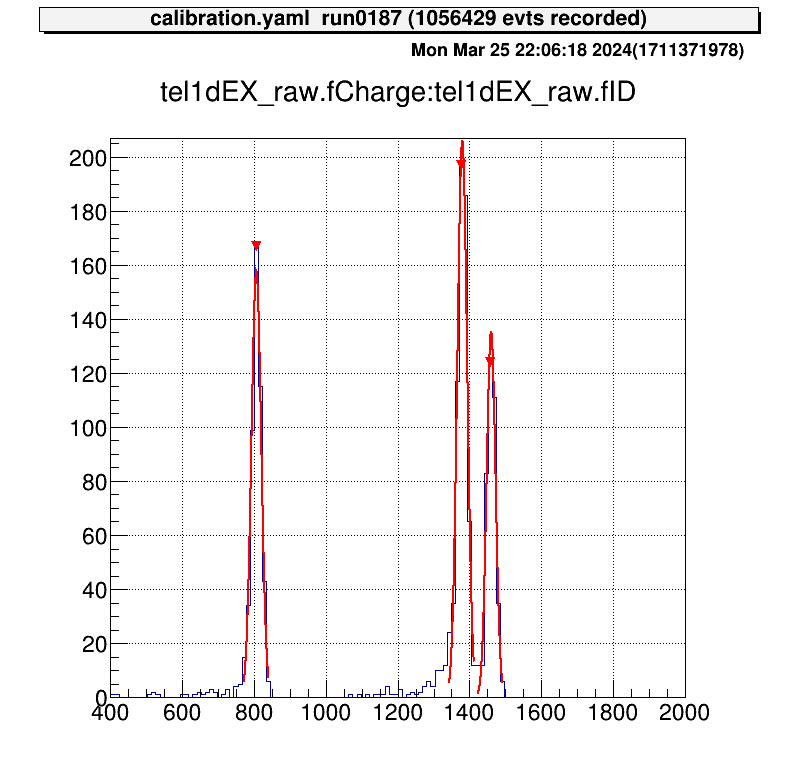 calibration.yaml run0187 (1056429 evts recorded)
Mon Mar 25 22:06:18 2024(1711371978)
tel1dEX_raw.fCharge:tel1dEX_raw.fID
200
180
160
140
120
100
80
60
40
20
0
400 600 800 1000 1200 1400 1600 1800 2000